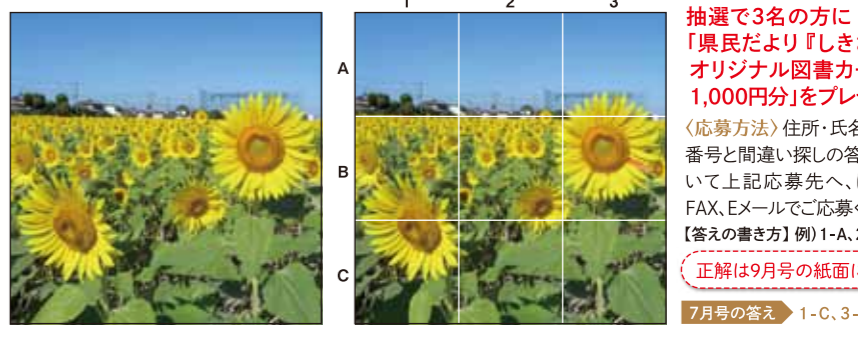 1 2 3
A
B
C
抽選で3名の方に
「県民だより『しき
オリジナル図書カー
1,000円分」をプレ
〈応募方法〉住所・氏名
番号と間違い探しの答
いて上記応募先へ、
FAX、Eメールでご応募
【答えの書き方】例)1-A、2
正解は9月号の紙面
7月号の答え 1-C、3-